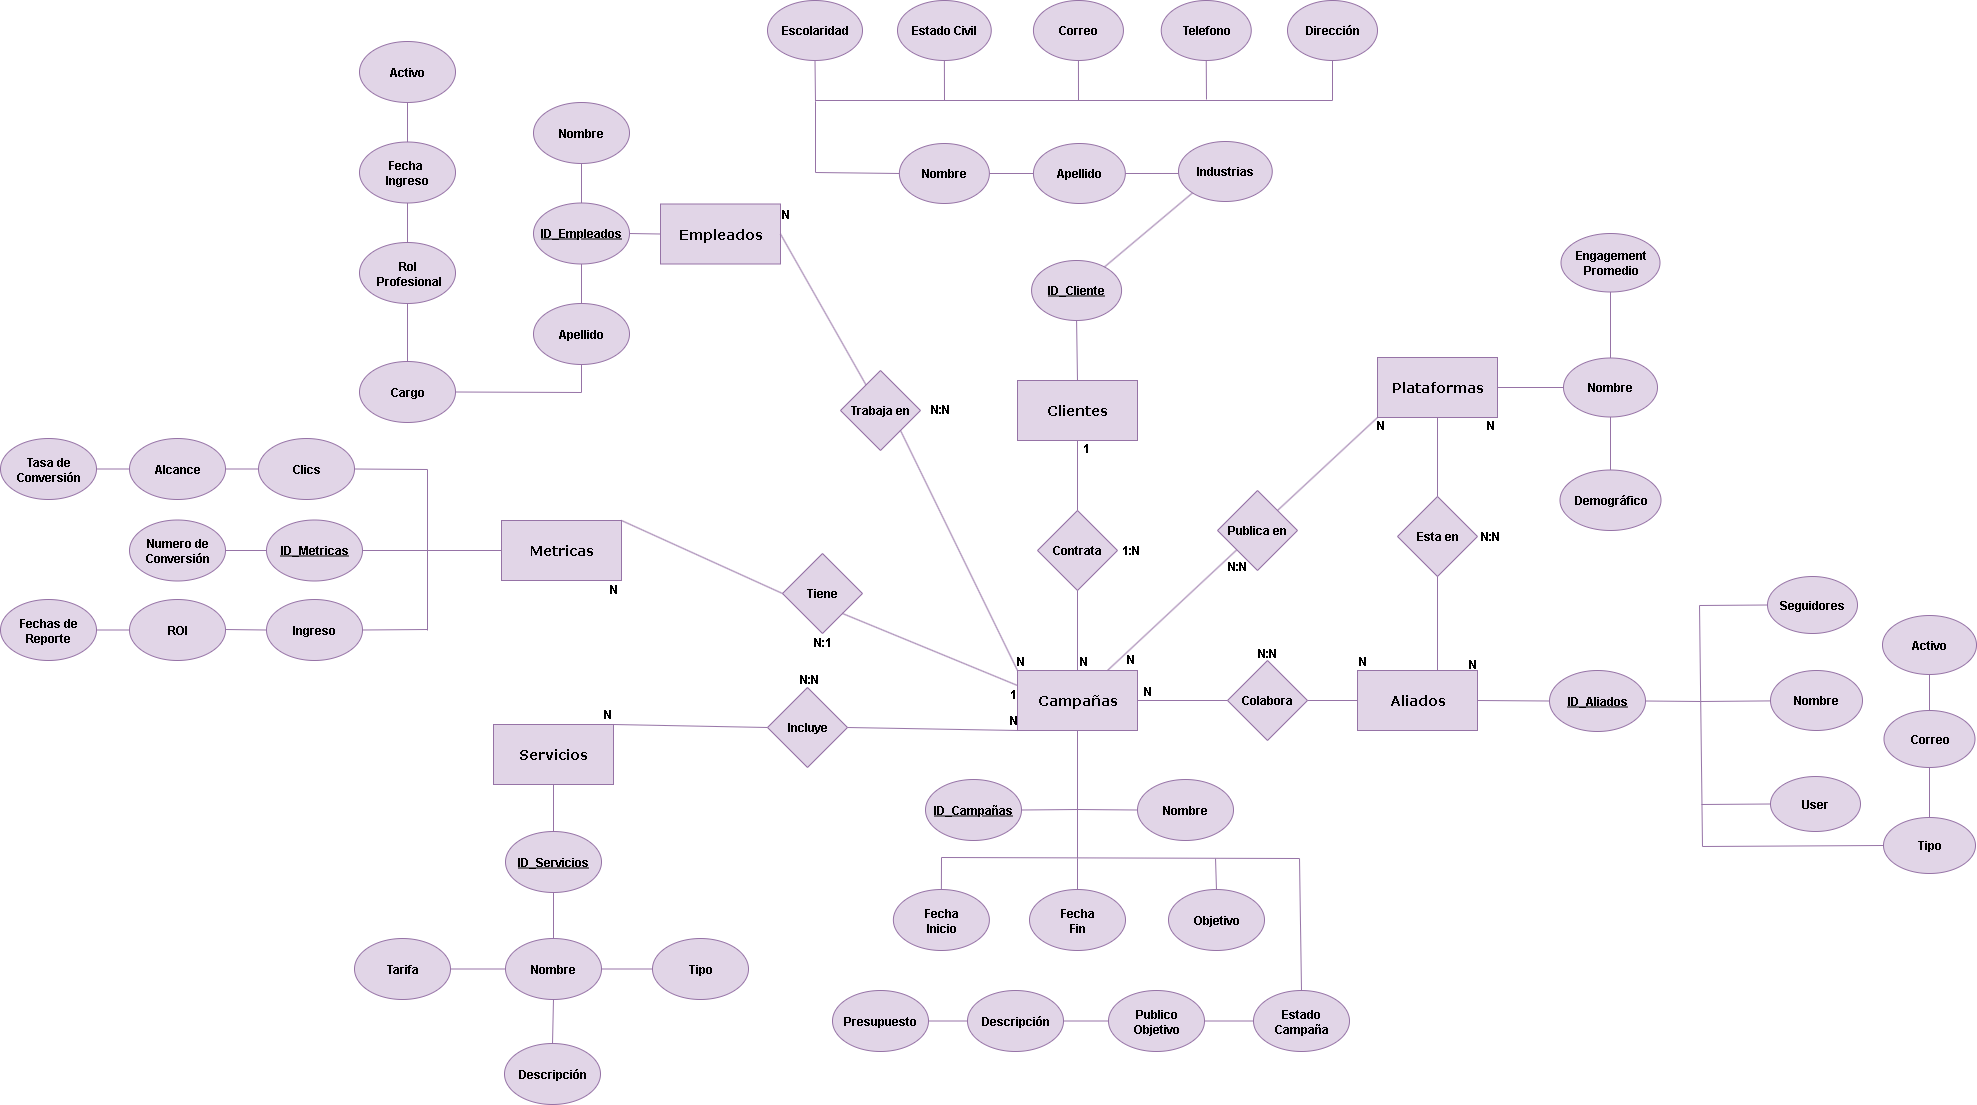 Escolaridad
Estado Civil
Correo
Telefono
Dirección
Activo
Nombre
Fecha
Ingreso
Nombre
Apellido
Industrias
ID_Empleados
Empleados
N
Rol
Profesional
ID_Cliente
Engagement
Promedio
Apellido
Cargo
Trabaja en
N:N
Clientes
1
Plataformas
N
N
Nombre
Tasa de
Conversión
Alcance
Clics
Demográfico
Numero de
Conversión
ID_Metricas
Metricas
N
Contrata
1:N
Publica en
N:N
Esta en
N:N
Fechas de
Reporte
ROI
Ingreso
Tiene
N:1
Seguidores
Activo
N:N
N
N
N
N:N
N
N
1
N
Campañas
N
Colabora
Aliados
ID_Aliados
Nombre
Correo
N
Servicios
Incluye
ID_Campañas
Nombre
User
Tipo
ID_Servicios
Fecha
Inicio
Fecha
Fin
Objetivo
Tarifa
Nombre
Tipo
Presupuesto
Descripción
Publico
Objetivo
Estado
Campaña
Descripción